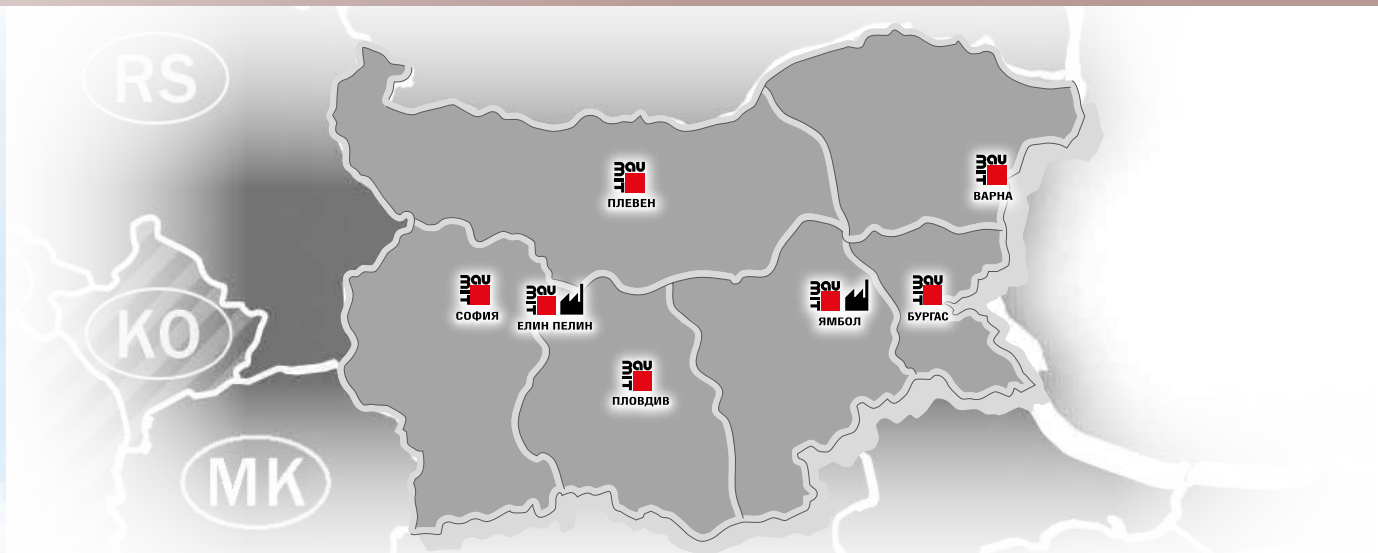 RS
bau
mit
ПЛЕВЕН
bau
mit
ВАРНА
bau
mit
СОФИЯ
bau
mit
ЕЛИН ПЕЛИН
bau
mit
ЯМБОЛ
bau
mit
БУРГАС
KO
bau
mit
ПЛОВДИВ
MK